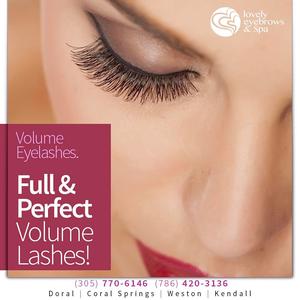 lovely
eyebrows
& Spa
Volume
Eyelashes.
Full &
Perfect
Volume
Lashes!
(305) 770-6146 (786) 420-3136
Doral | Coral Springs | Weston | Kendall